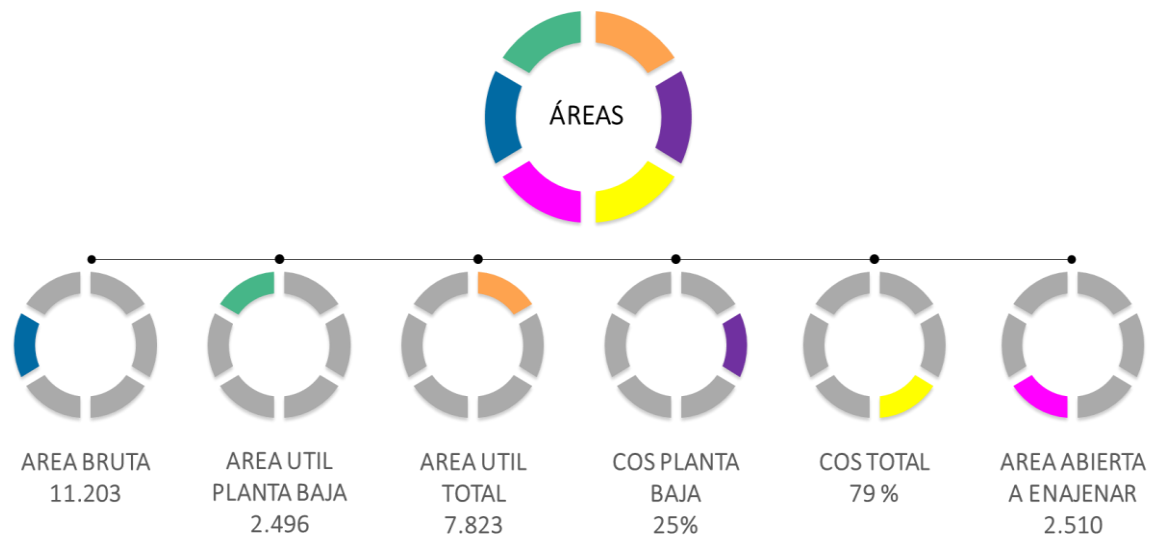 ÁREAS
AREA BRUTA
11.203
AREA UTIL
PLANTA BAJA
2.496
AREA UTIL
TOTAL
7.823
COS PLANTA
BAJA
25%
COS TOTAL
79 %
AREA ABIERTA
A ENAJENAR
2.510